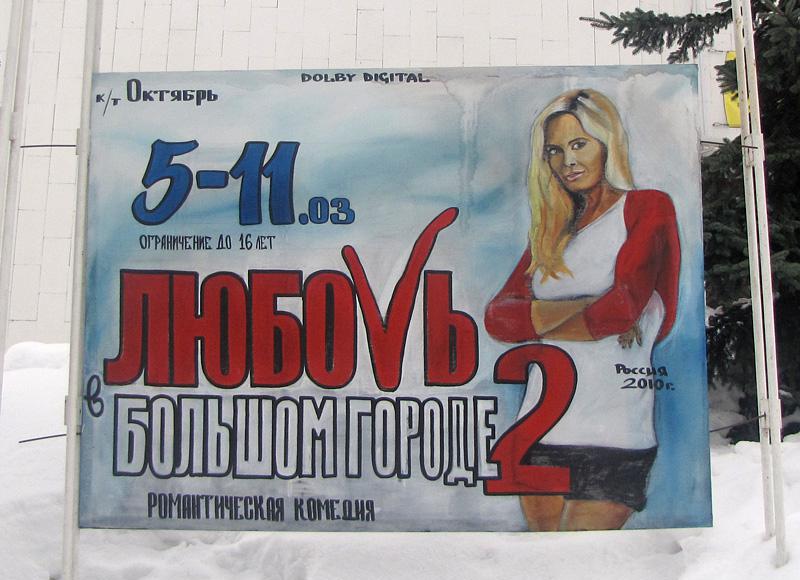 DOLBY DIGITAL
к/т Октябрь
5-11.03
ОГРАНИЧЕНИЕ ДО 16 ЛЕТ
ЛЮБОVЬ
в БОЛЬШОМ ГОРОДЕ 2
Россия
2010г.
РОМАНТИЧЕСКАЯ КОМЕДИЯ